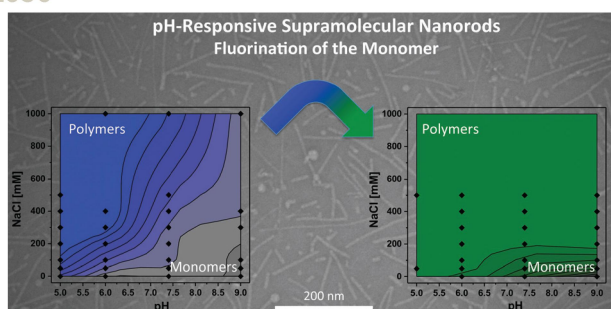 pH-Responsive Supramolecular Nanorods
Fluorination of the Monomer
1000
800
600
400
200
0
NaCl [mM]
Polymers
Monomers
5.0 5.5 6.0 6.5 7.0 7.5 8.0 8.5 9.0
pH
1000
800
600
400
200
0
NaCl [mM]
Polymers
Monomers
5.0 5.5 6.0 6.5 7.0 7.5 8.0 8.5 9.0
pH
200 nm